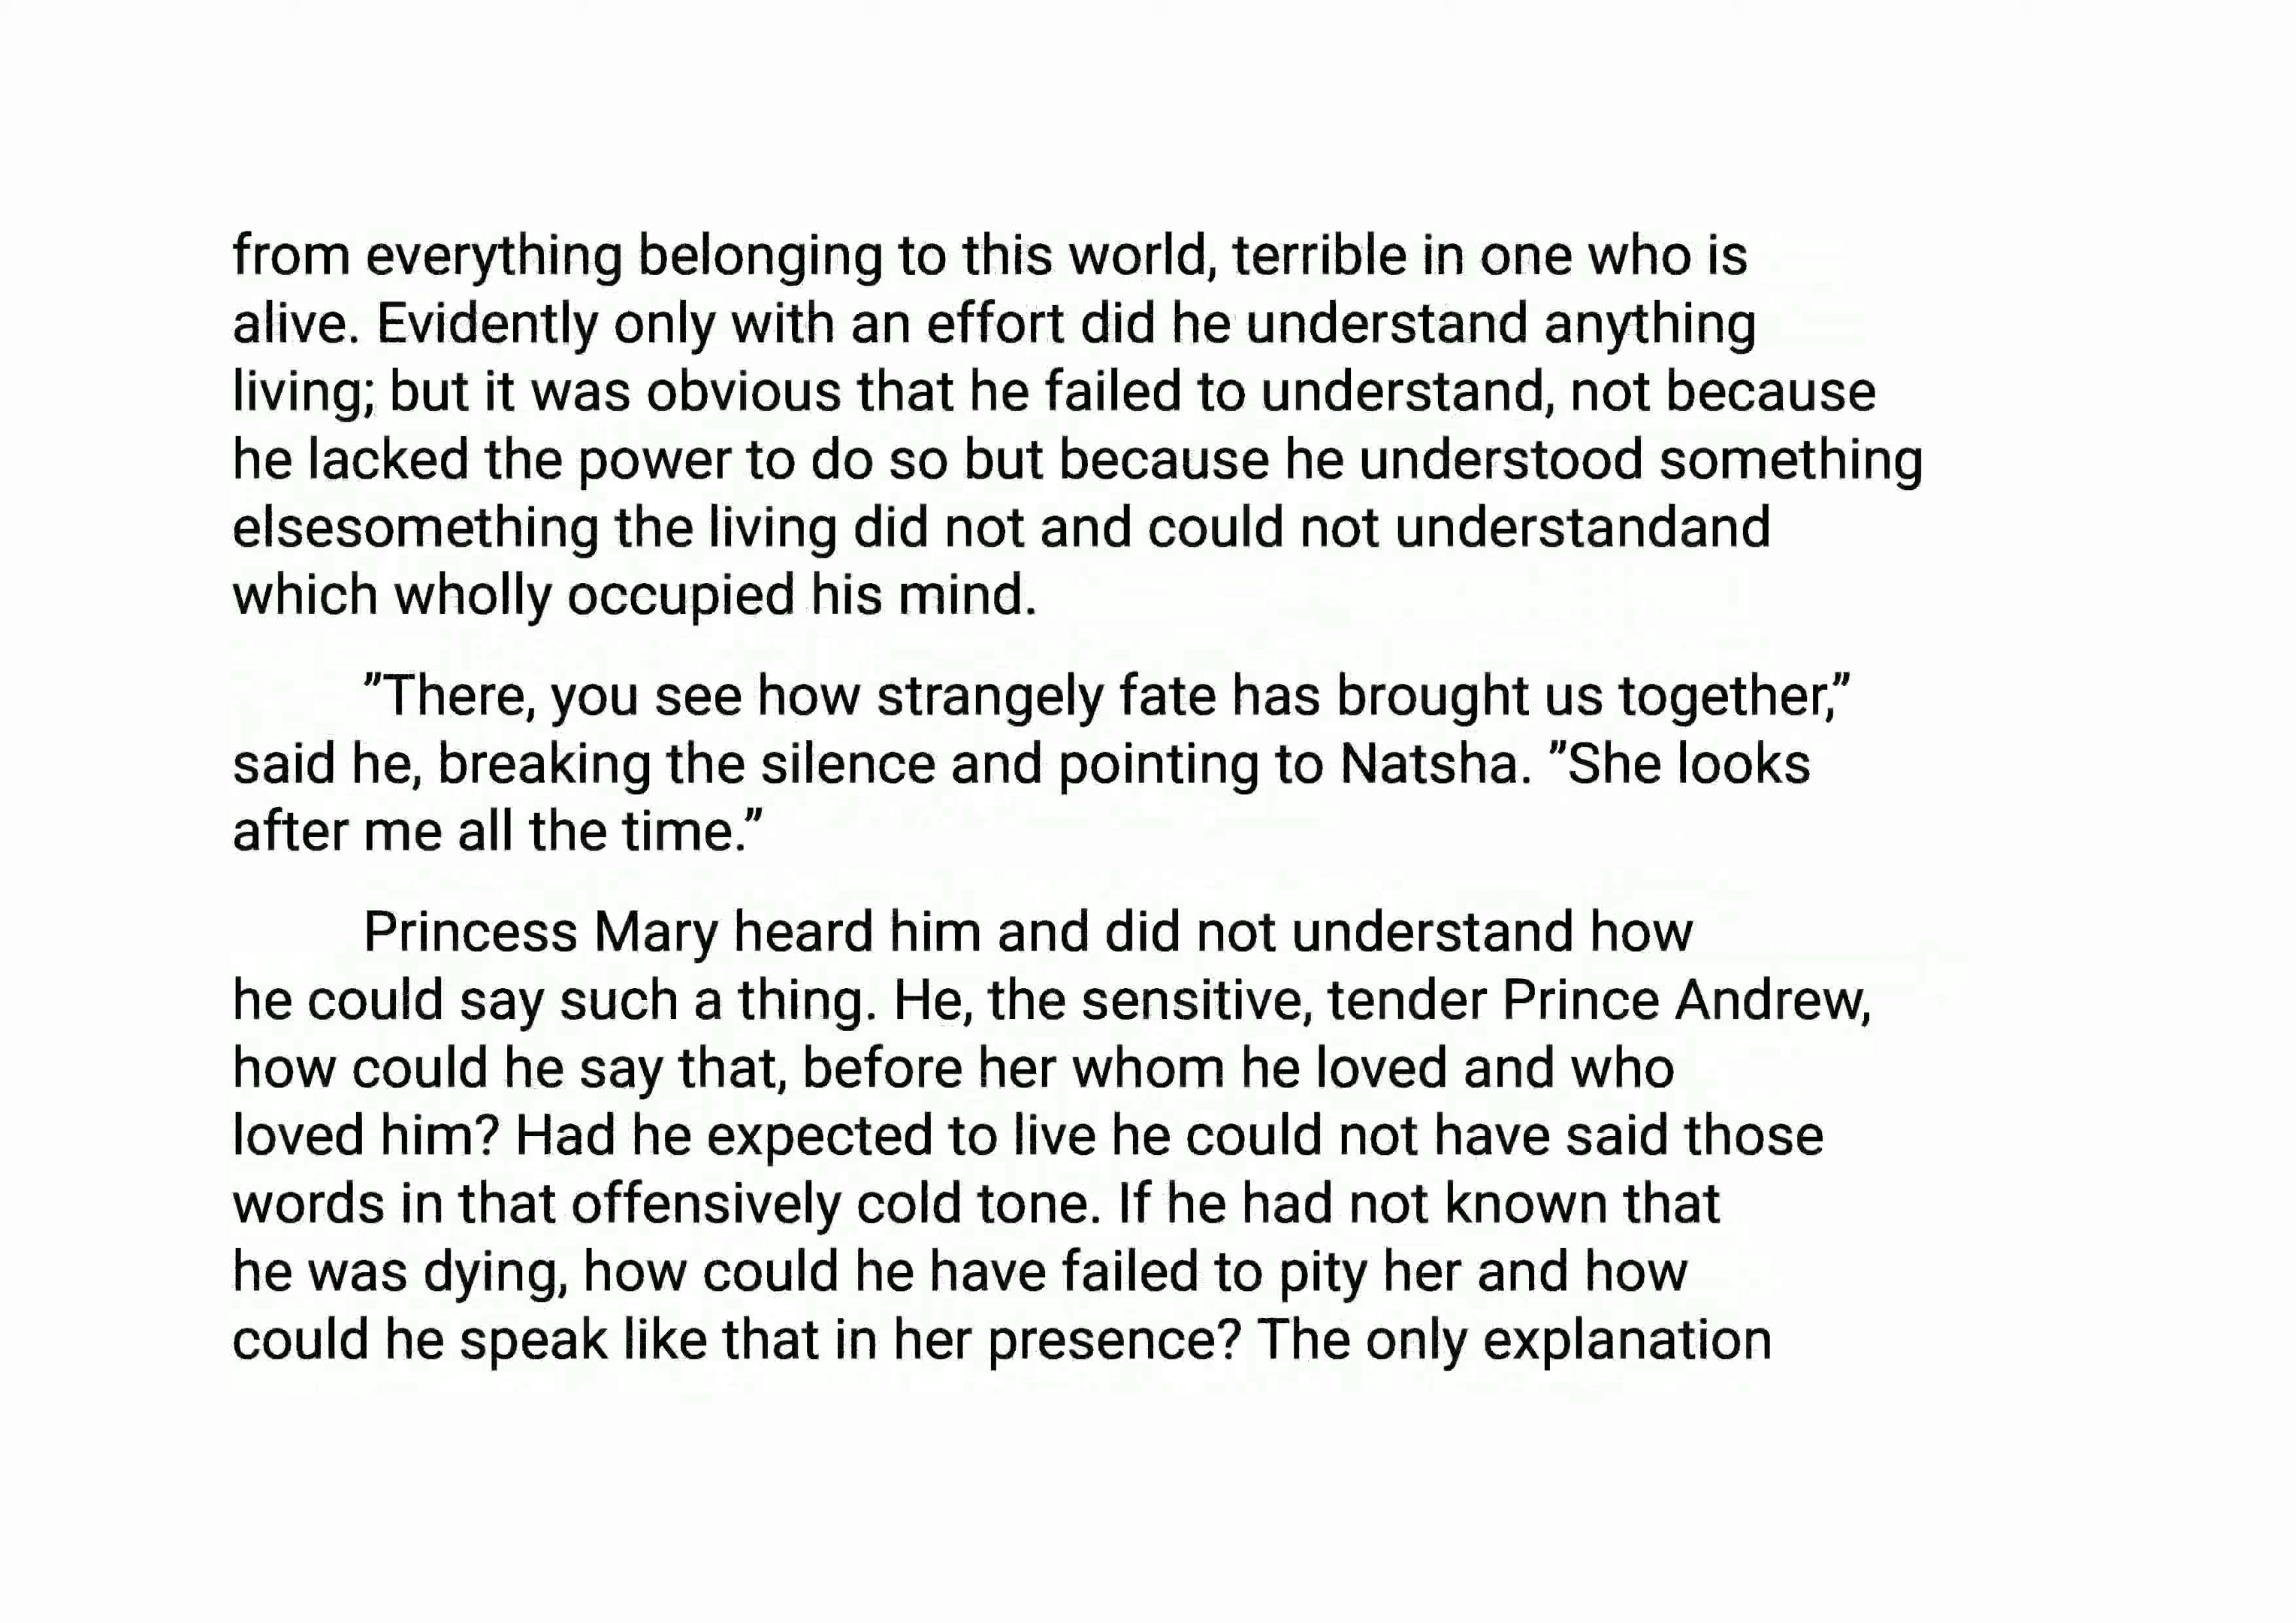 from everything belonging to this world, terrible in one who is
alive. Evidently only with an effort did he understand anything
living; but it was obvious that he failed to understand, not because
he lacked the power to do so but because he understood something
elsesomething the living did not and could not understandand
which wholly occupied his mind.
”There, you see how strangely fate has brought us together,”
said he, breaking the silence and pointing to Natsha. ”She looks
after me all the time.”
Princess Mary heard him and did not understand how
he could say such a thing. He, the sensitive, tender Prince Andrew,
how could he say that, before her whom he loved and who
loved him? Had he expected to live he could not have said those
words in that offensively cold tone. If he had not known that
he was dying, how could he have failed to pity her and how
could he speak like that in her presence? The only explanation